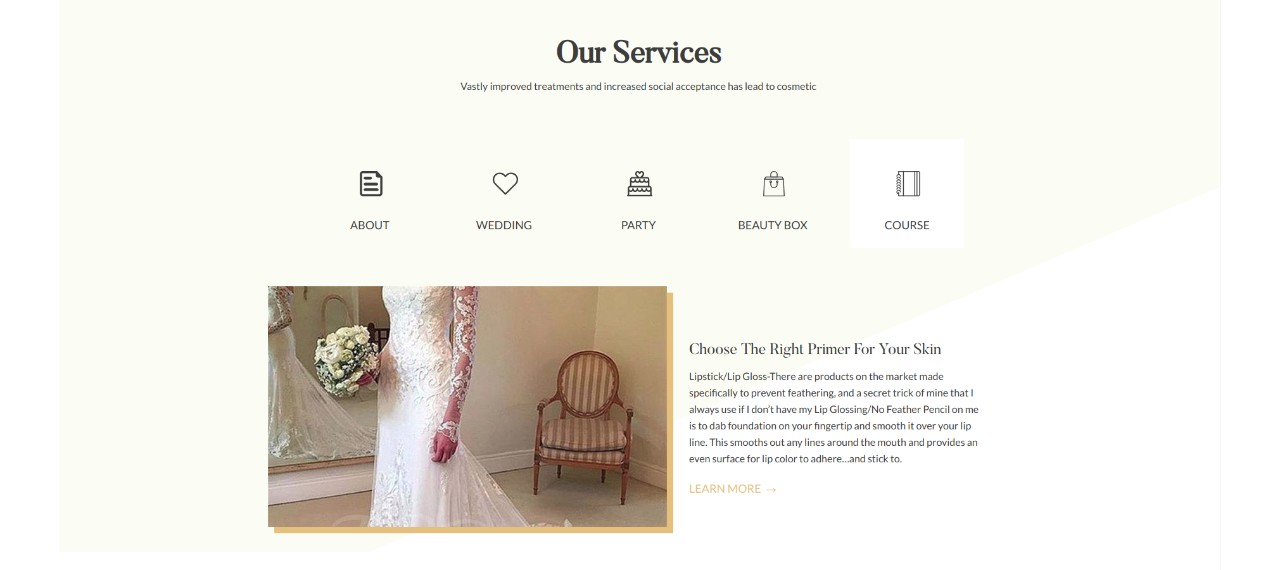 Our Services
Vastly improved treatments and increased social acceptance has lead to cosmetic
ABOUT
WEDDING
PARTY
BEAUTY BOX
COURSE
Choose The Right Primer For Your Skin
Lipstick/Lip Gloss-There are products on the market made
specifically to prevent feathering, and a secret trick of mine that I
always use if I don't have my Lip Glossing/No Feather Pencil on me
is to dab foundation on your fingertip and smooth it over your lip
line. This smooths out any lines around the mouth and provides an
even surface for lip color to adhere…and stick to.
LEARN MORE →